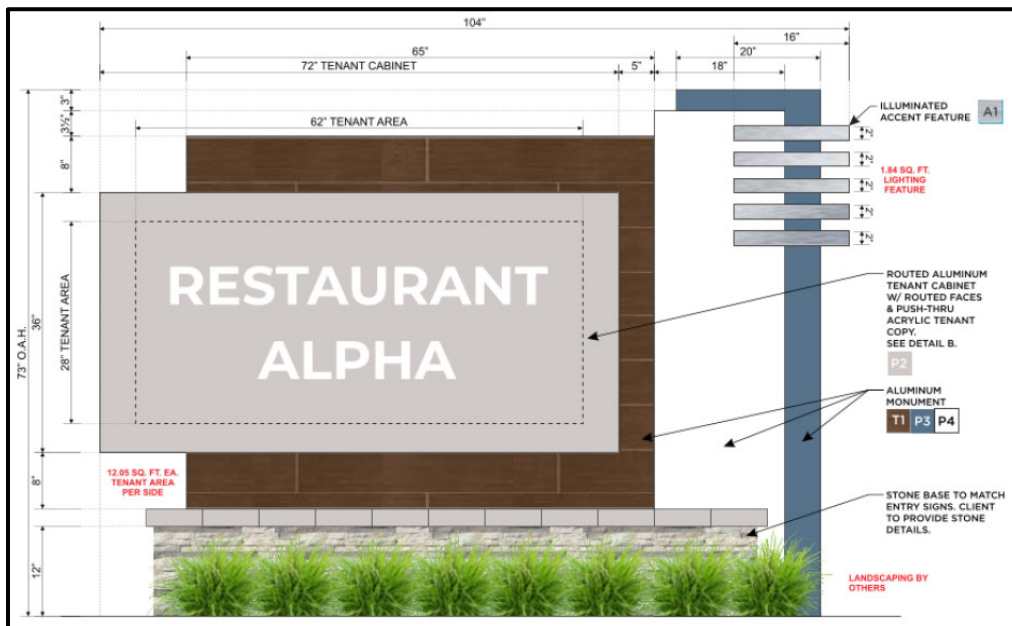 104"
16"
65"
20"
72" TENANT CABINET
5"
18"
3"
3½"
62" TENANT AREA
ILLUMINATED
ACCENT FEATURE
A1
2"
8"
2"
1.84 SQ. FT.
LIGHTING
FEATURE
2"
2"
2"
73" O.A.H.
36"
28" TENANT AREA
RESTAURANT
ALPHA
ROUTED ALUMINUM
TENANT CABINET
W/ ROUTED FACES
& PUSH-THRU
ACRYLIC TENANT
COPY.
SEE DETAIL B.
P2
ALUMINUM
MONUMENT
T1 P3 P4
12.05 SQ. FT. EA.
TENANT AREA
PER SIDE
8"
STONE BASE TO MATCH
ENTRY SIGNS. CLIENT
TO PROVIDE STONE
DETAILS.
12"
LANDSCAPING BY
OTHERS